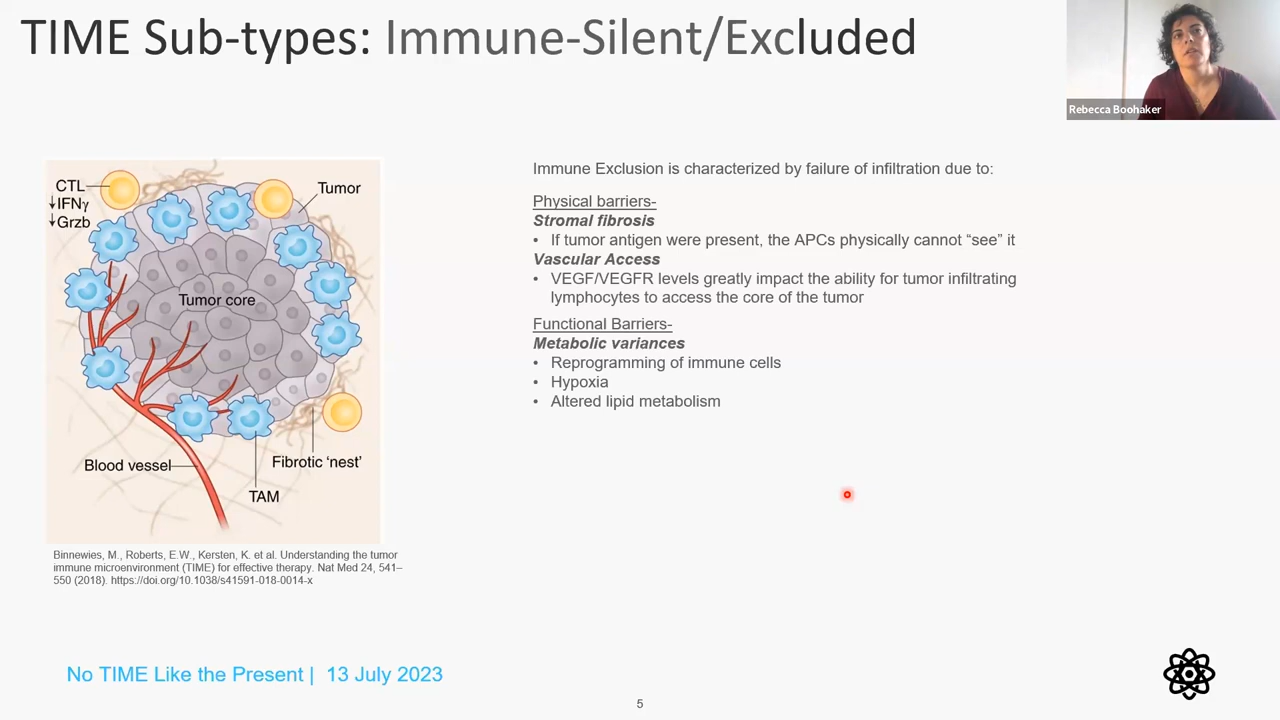 TIME Sub-types: Immune-Silent/Excluded
Rebecca Boohaker
CTL
↓IFNγ
↓Grzb
Tumor
Tumor core
Blood vessel
Fibrotic ‘nest’
TAM
Binnewies, M., Roberts, E.W., Kersten, K. et al. Understanding the tumor
immune microenvironment (TIME) for effective therapy. Nat Med 24, 541–
550 (2018). https://doi.org/10.1038/s41591-018-0014-x
Immune Exclusion is characterized by failure of infiltration due to:
Physical barriers-
Stromal fibrosis
• If tumor antigen were present, the APCs physically cannot “see” it
Vascular Access
• VEGF/VEGFR levels greatly impact the ability for tumor infiltrating
lymphocytes to access the core of the tumor
Functional Barriers-
Metabolic variances
• Reprogramming of immune cells
• Hypoxia
• Altered lipid metabolism
No TIME Like the Present | 13 July 2023
5